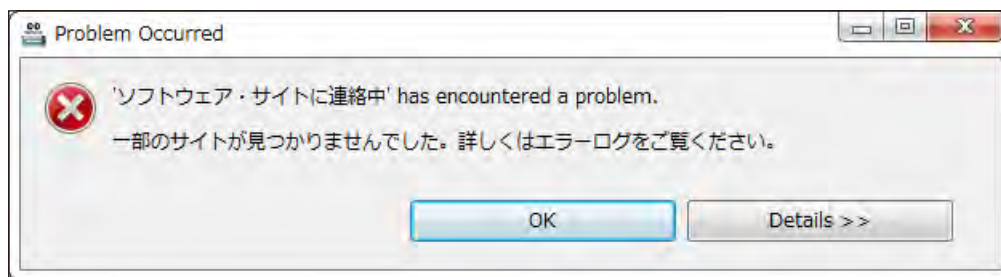 Problem Occurred
'ソフトウェア・サイトに連絡中' has encountered a problem.
一部のサイトが見つかりませんでした。詳しくはエラーログをご覧ください。
OK
Details >>